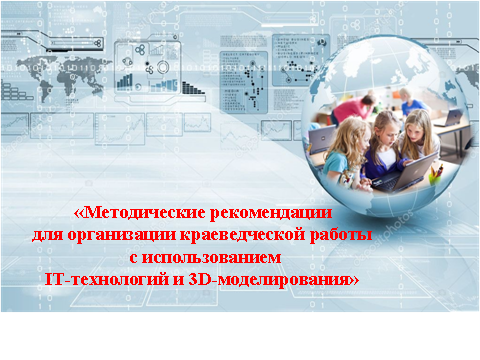 «Методические рекомендации
для организации краеведческой работы
с использованием
IT-технологий и 3D-моделирования»